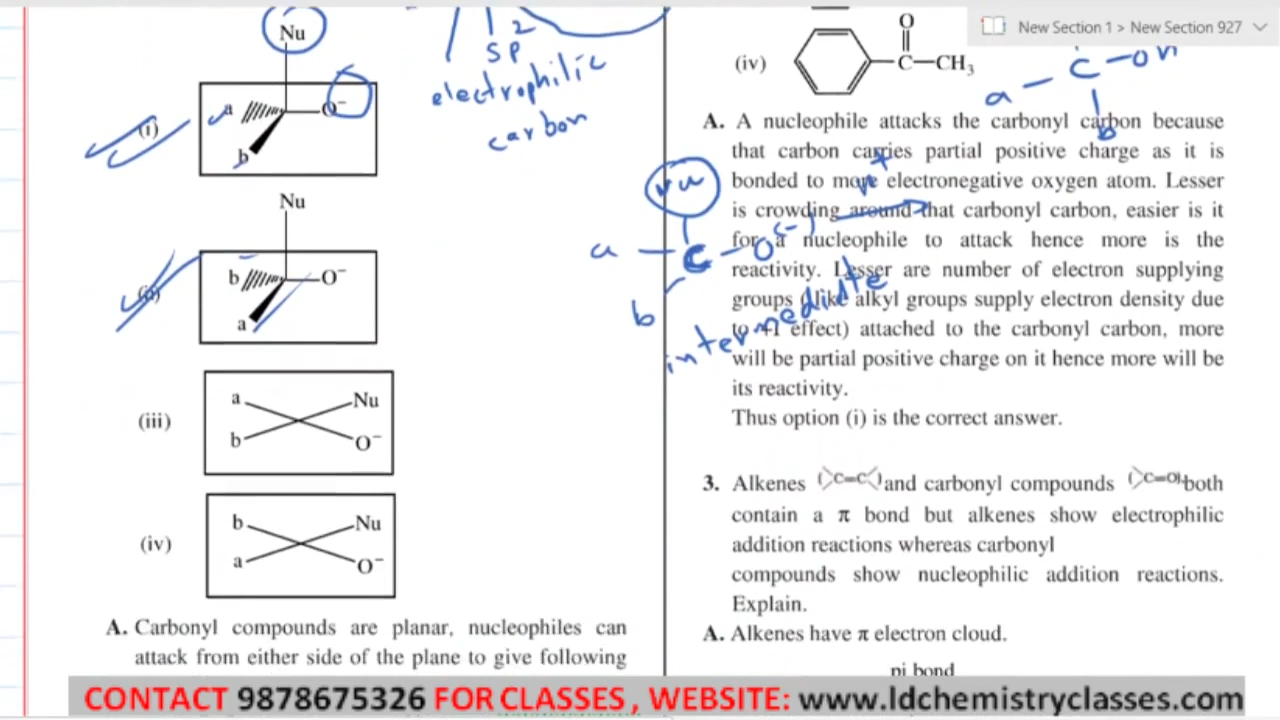 New Section 1 > New Section 927
Nu
a
O⁻
b
(i)
sp²
electrophilic
carbon
Nu
b
O⁻
a
(iii)
a
Nu
b
O⁻
(iv)
b
Nu
a
O⁻
A. Carbonyl compounds are planar, nucleophiles can
attack from either side of the plane to give following
O
(iv)
C—CH₃
a — C — OH
b
A. A nucleophile attacks the carbonyl carbon because
that carbon carries partial positive charge as it is
bonded to more electronegative oxygen atom. Lesser
is crowding around that carbonyl carbon, easier is it
for a nucleophile to attack hence more is the
reactivity. Lesser are number of electron supplying
groups (like alkyl groups supply electron density due
to +I effect) attached to the carbonyl carbon, more
will be partial positive charge on it hence more will be
its reactivity.
Thus option (i) is the correct answer.
Nu
H⁺
a — C — O(-)
b
intermediate
3. Alkenes (>C=C<) and carbonyl compounds (>C=O) both
contain a π bond but alkenes show electrophilic
addition reactions whereas carbonyl
compounds show nucleophilic addition reactions.
Explain.
A. Alkenes have π electron cloud.
pi bond
CONTACT 9878675326 FOR CLASSES , WEBSITE: www.ldchemistryclasses.com